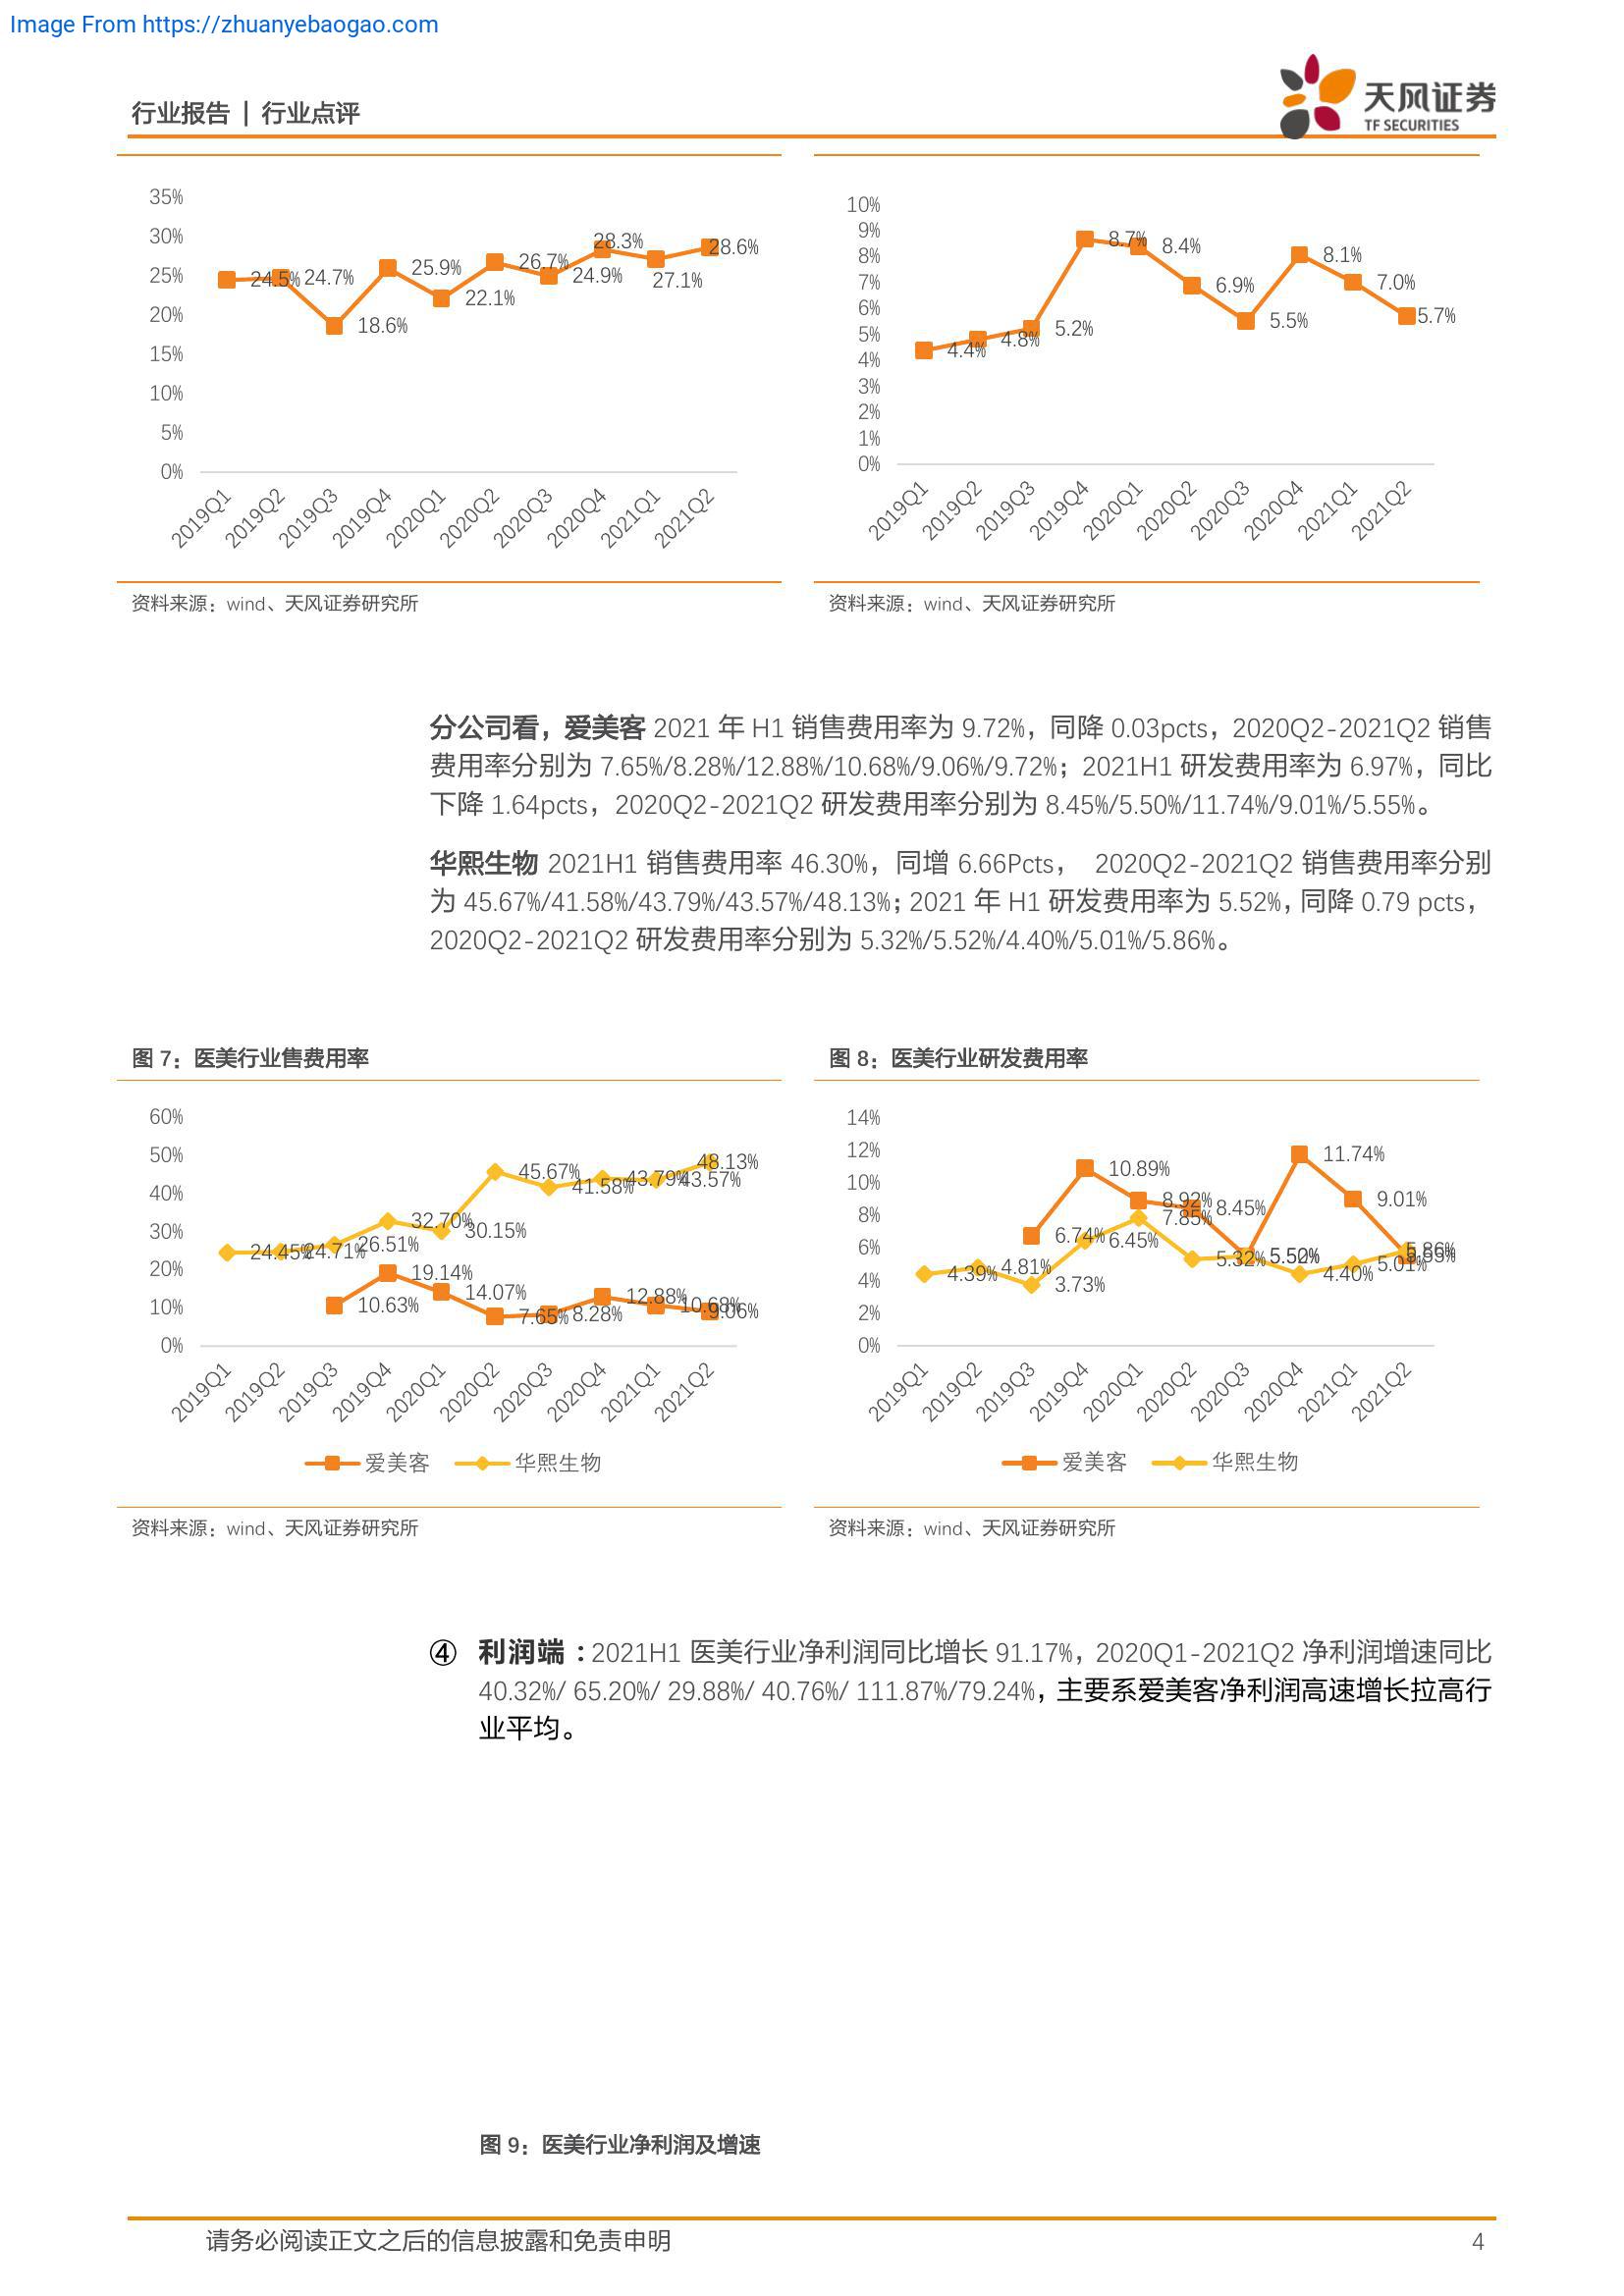 Image From https://zhuanyebaogao.com
行业报告 | 行业点评
天风证券
TF SECURITIES
35%
30%
25%
20%
15%
10%
5%
0%
24.5%
24.7%
18.6%
25.9%
22.1%
26.7%
24.9%
28.3%
27.1%
28.6%
2019Q1
2019Q2
2019Q3
2019Q4
2020Q1
2020Q2
2020Q3
2020Q4
2021Q1
2021Q2
资料来源：wind、天风证券研究所
10%
9%
8%
7%
6%
5%
4%
3%
2%
1%
0%
4.4%
4.8%
5.2%
8.7%
8.4%
6.9%
5.5%
8.1%
7.0%
5.7%
2019Q1
2019Q2
2019Q3
2019Q4
2020Q1
2020Q2
2020Q3
2020Q4
2021Q1
2021Q2
资料来源：wind、天风证券研究所
分公司看，爱美客 2021 年 H1 销售费用率为 9.72%，同降 0.03pcts，2020Q2-2021Q2 销售
费用率分别为 7.65%/8.28%/12.88%/10.68%/9.06%/9.72%；2021H1 研发费用率为 6.97%，同比
下降 1.64pcts，2020Q2-2021Q2 研发费用率分别为 8.45%/5.50%/11.74%/9.01%/5.55%。
华熙生物 2021H1 销售费用率 46.30%，同增 6.66Pcts， 2020Q2-2021Q2 销售费用率分别
为 45.67%/41.58%/43.79%/43.57%/48.13%；2021 年 H1 研发费用率为 5.52%，同降 0.79 pcts，
2020Q2-2021Q2 研发费用率分别为 5.32%/5.52%/4.40%/5.01%/5.86%。
图 7：医美行业售费用率
60%
50%
40%
30%
20%
10%
0%
24.45%
24.71%
26.51%
32.70%
30.15%
45.67%
41.58%
43.79%
43.57%
48.13%
10.63%
19.14%
14.07%
7.65%
8.28%
12.88%
10.68%
9.06%
2019Q1
2019Q2
2019Q3
2019Q4
2020Q1
2020Q2
2020Q3
2020Q4
2021Q1
2021Q2
爱美客
华熙生物
资料来源：wind、天风证券研究所
图 8：医美行业研发费用率
14%
12%
10%
8%
6%
4%
2%
0%
6.74%
10.89%
8.92%
8.45%
5.50%
11.74%
9.01%
5.55%
4.39%
4.81%
3.73%
6.45%
7.85%
5.32%
5.52%
4.40%
5.01%
5.86%
2019Q1
2019Q2
2019Q3
2019Q4
2020Q1
2020Q2
2020Q3
2020Q4
2021Q1
2021Q2
爱美客
华熙生物
资料来源：wind、天风证券研究所
④ 利润端：2021H1 医美行业净利润同比增长 91.17%，2020Q1-2021Q2 净利润增速同比
40.32%/ 65.20%/ 29.88%/ 40.76%/ 111.87%/79.24%，主要系爱美客净利润高速增长拉高行
业平均。
图 9：医美行业净利润及增速
请务必阅读正文之后的信息披露和免责申明
4